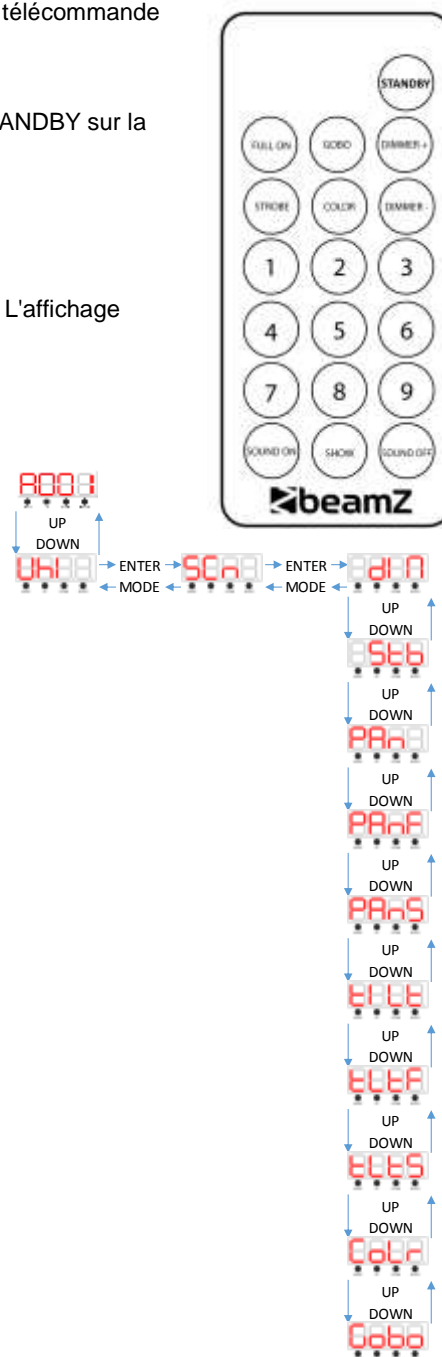 télécommande
ANDBY sur la
L'affichage
STANDBY
FULL ON GOBO DIMMER +
STROBE COLOR DIMMER -
1 2 3
4 5 6
7 8 9
SOUND ON SHOW SOUND OFF
beamZ
A001
UP
DOWN
UhI ENTER SCn ENTER dIM
MODE MODE
UP
DOWN
Stb
UP
DOWN
PAn
UP
DOWN
PAnF
UP
DOWN
PAnS
UP
DOWN
tILt
UP
DOWN
tLtF
UP
DOWN
tLtS
UP
DOWN
CoLr
UP
DOWN
Gobo